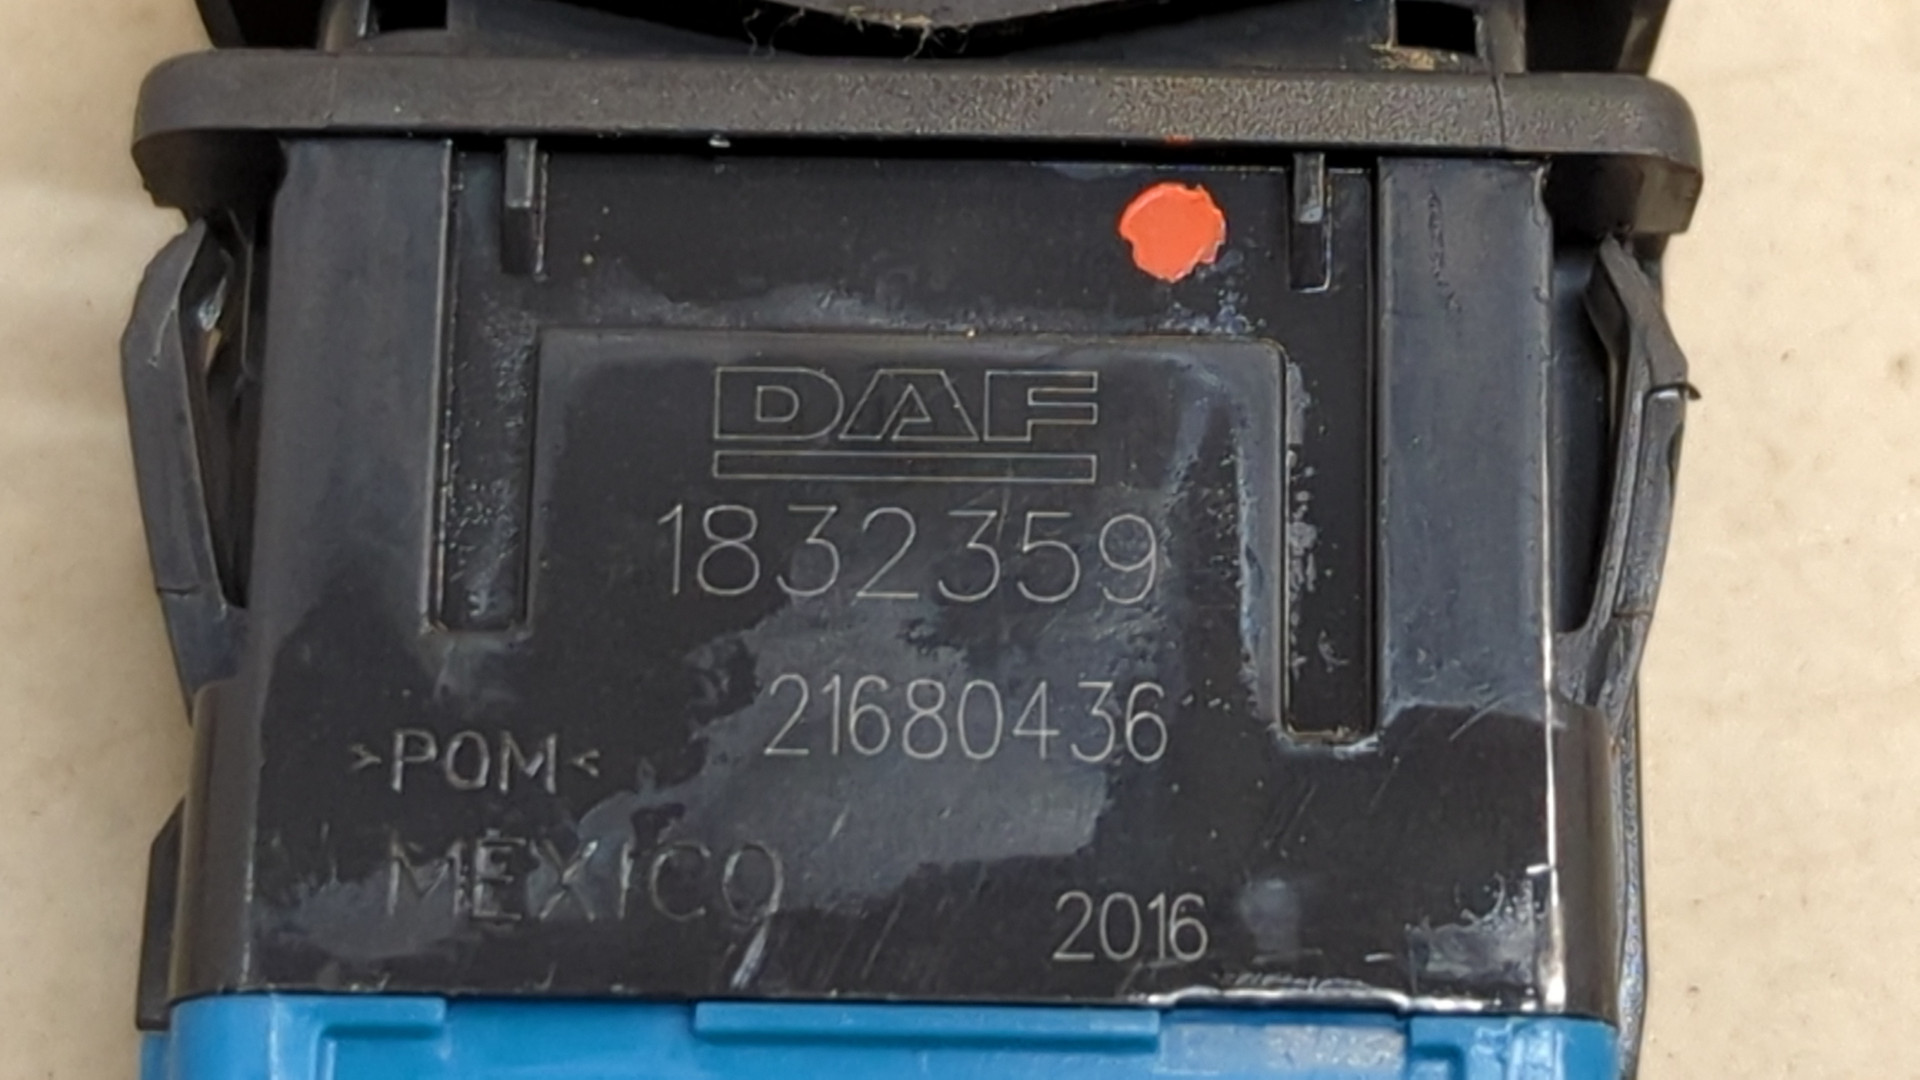 DAF
1832359
21680436
>POM<
MEXICO
2016